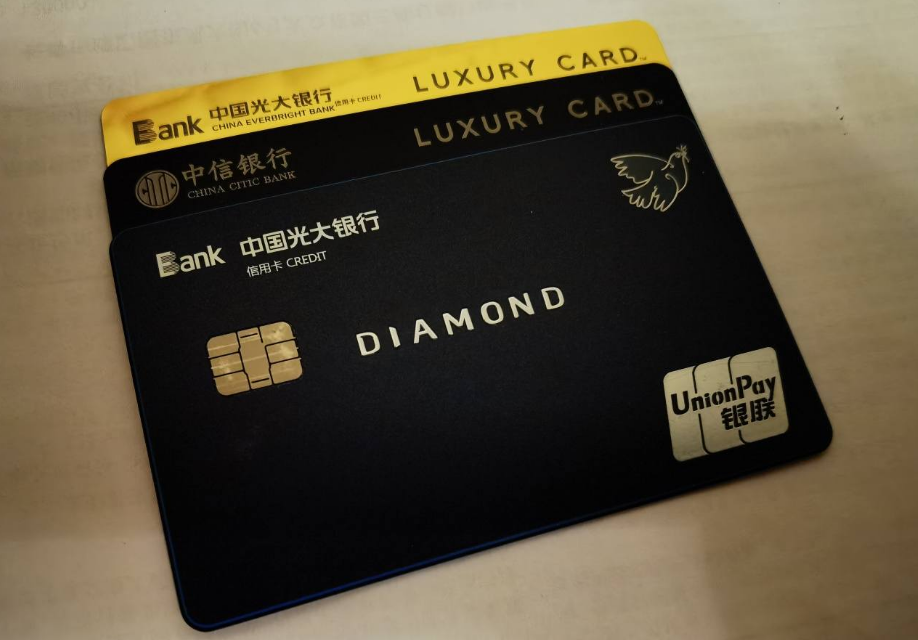 Bank 中国光大银行 信用卡 CREDIT
CHINA EVERBRIGHT BANK
LUXURY CARD™
中信银行
CHINA CITIC BANK
LUXURY CARD™
Bank 中国光大银行
信用卡 CREDIT
DIAMOND
UnionPay
银联